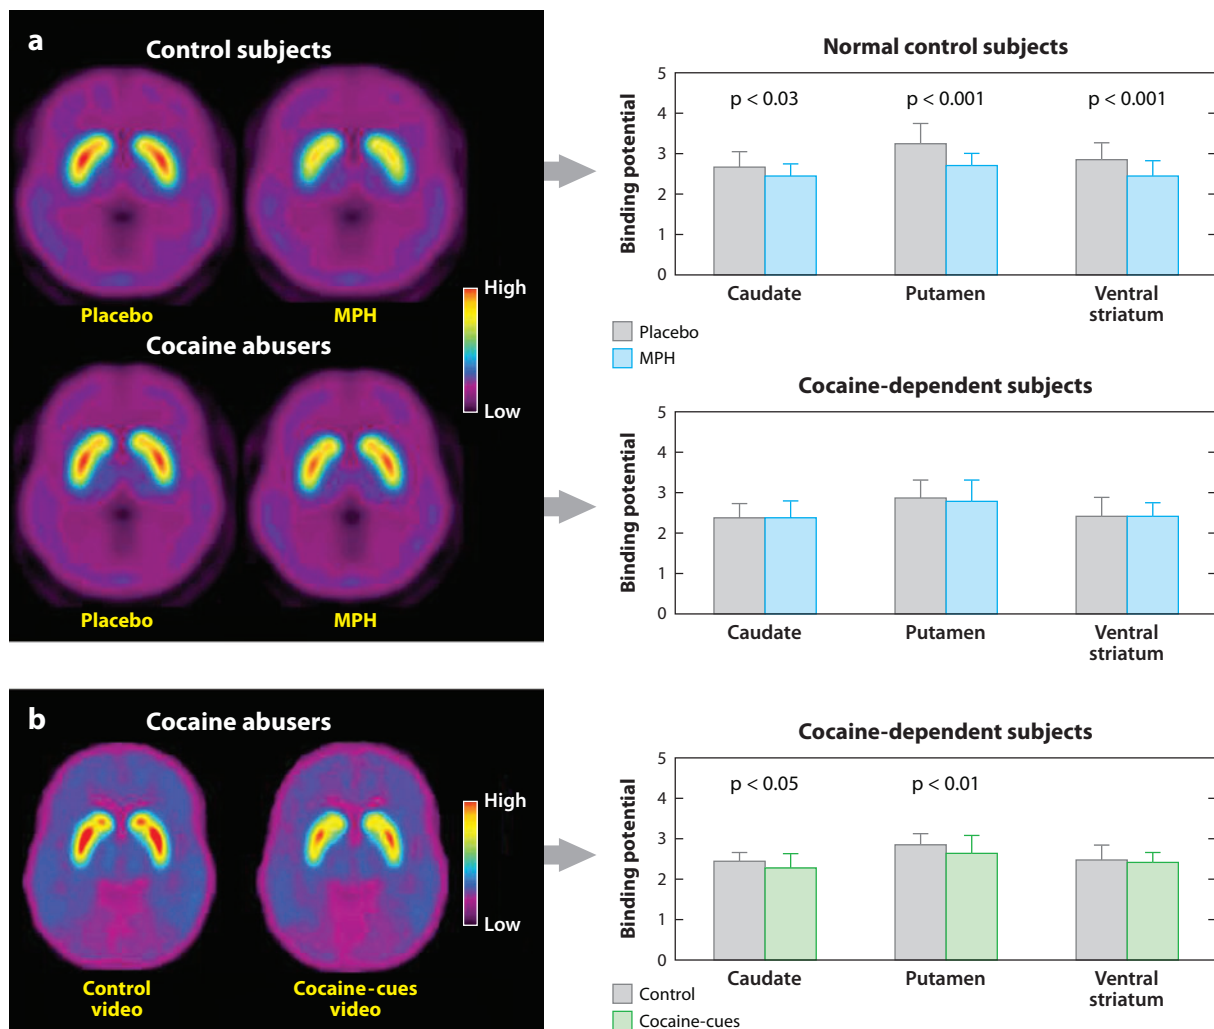 a
Control subjects
Placebo
MPH
High
Low
Cocaine abusers
Placebo
MPH
Normal control subjects
Binding potential
5
4
3
2
1
0
p < 0.03
p < 0.001
p < 0.001
Caudate
Putamen
Ventral
striatum
Placebo
MPH
Cocaine-dependent subjects
Binding potential
5
4
3
2
1
0
Caudate
Putamen
Ventral
striatum
b
Cocaine abusers
High
Low
Control
video
Cocaine-cues
video
Cocaine-dependent subjects
Binding potential
5
4
3
2
1
0
p < 0.05
p < 0.01
Caudate
Putamen
Ventral
striatum
Control
Cocaine-cues